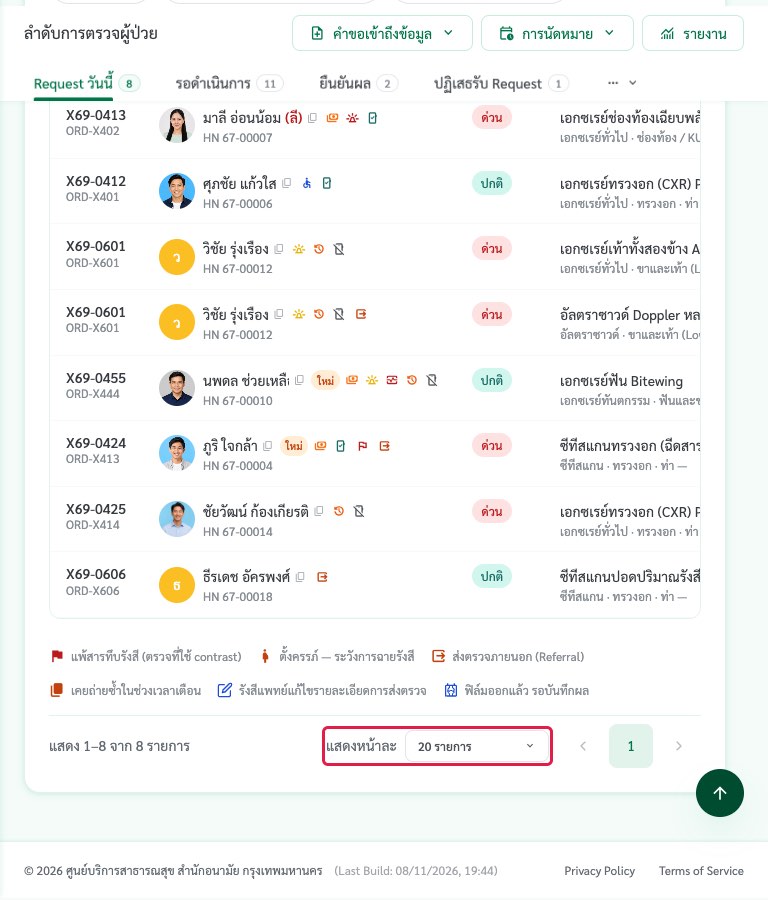 ลำดับการตรวจผู้ป่วย
คำขอเข้าถึงข้อมูล
การนัดหมาย
รายงาน
Request วันนี้ 8
รอดำเนินการ 11
ยืนยันผล 2
ปฏิเสธรับ Request 1
X69-0413 มาลี อ่อนน้อม (ลี) ด่วน เอกซเรย์ช่องท้องเฉียบพลั
ORD-X402 HN 67-00007 เอกซเรย์ทั่วไป · ช่องท้อง / KU
X69-0412 ศุภชัย แก้วใส ปกติ เอกซเรย์ทรวงอก (CXR) P
ORD-X401 HN 67-00006 เอกซเรย์ทั่วไป · ทรวงอก · ท่า
X69-0601 ว วิชัย รุ่งเรือง ด่วน เอกซเรย์เท้าทั้งสองข้าง A
ORD-X601 HN 67-00012 เอกซเรย์ทั่วไป · ขาและเท้า (L
X69-0601 ว วิชัย รุ่งเรือง ด่วน อัลตราซาวด์ Doppler หล
ORD-X601 HN 67-00012 อัลตราซาวด์ · ขาและเท้า (Lo
X69-0455 นพดล ช่วยเหลื ใหม่ ปกติ เอกซเรย์ฟัน Bitewing
ORD-X444 HN 67-00010 เอกซเรย์ทันตกรรม · ฟันและข
X69-0424 ภูริ ใจกล้า ใหม่ ด่วน ซีทีสแกนทรวงอก (ฉีดสาร
ORD-X413 HN 67-00004 ซีทีสแกน · ทรวงอก · ท่า —
X69-0425 ชัยวัฒน์ ก้องเกียรติ ด่วน เอกซเรย์ทรวงอก (CXR) P
ORD-X414 HN 67-00014 เอกซเรย์ทั่วไป · ทรวงอก · ท่า
X69-0606 ธ ธีรเดช อัครพงศ์ ปกติ ซีทีสแกนปอดปริมาณรังสี
ORD-X606 HN 67-00018 ซีทีสแกน · ทรวงอก · ท่า —
แพ้สารทึบรังสี (ตรวจที่ใช้ contrast) ตั้งครรภ์ — ระวังการฉายรังสี ส่งตรวจภายนอก (Referral)
เคยถ่ายซ้ำในช่วงเวลาเตือน รังสีแพทย์แก้ไขรายละเอียดการส่งตรวจ ฟิล์มออกแล้ว รอบันทึกผล
แสดง 1–8 จาก 8 รายการ แสดงหน้าละ 20 รายการ 1
© 2026 ศูนย์บริการสาธารณสุข สำนักอนามัย กรุงเทพมหานคร (Last Build: 08/11/2026, 19:44) Privacy Policy Terms of Service